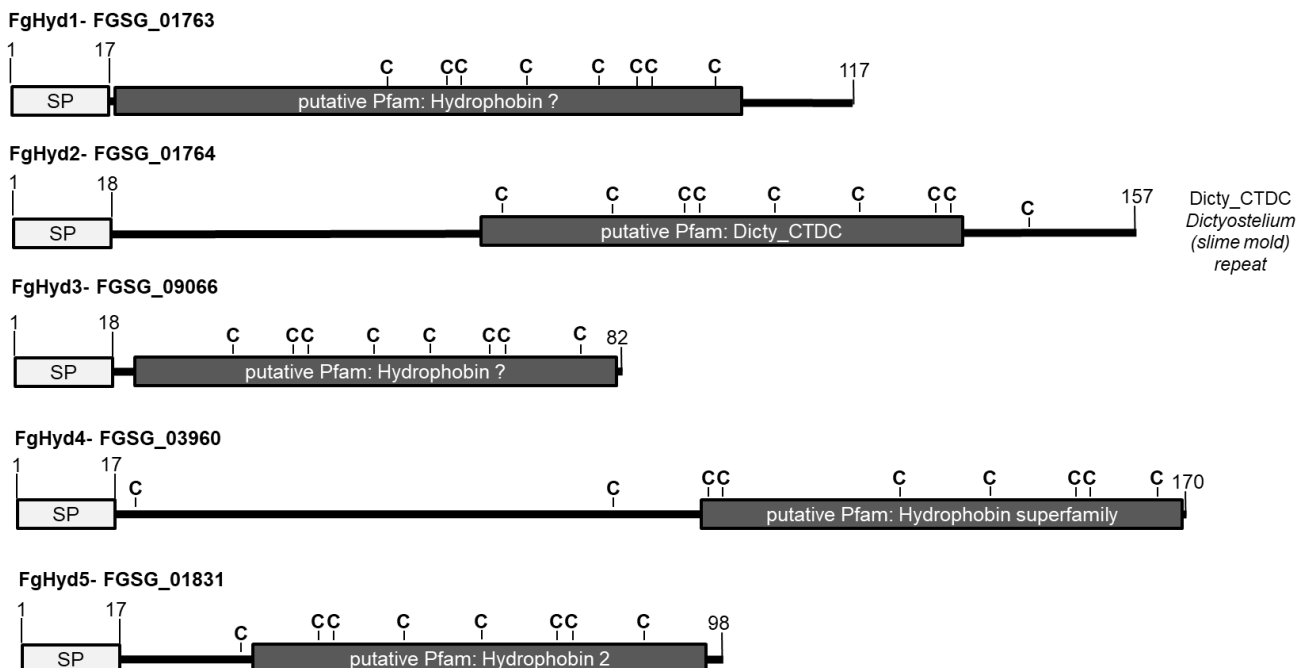 FgHyd1- FGSG_01763
1 17 C CC C C CC C 117
SP putative Pfam: Hydrophobin ?
FgHyd2- FGSG_01764
1 18 C C CC C C CC C 157
SP putative Pfam: Dicty_CTDC
Dicty_CTDC
Dictyostelium
(slime mold)
repeat
FgHyd3- FGSG_09066
1 18 C CC C C CC C 82
SP putative Pfam: Hydrophobin ?
FgHyd4- FGSG_03960
1 17 C C CC C C CC C 170
SP putative Pfam: Hydrophobin superfamily
FgHyd5- FGSG_01831
1 17 C CC C C CC C 98
SP putative Pfam: Hydrophobin 2